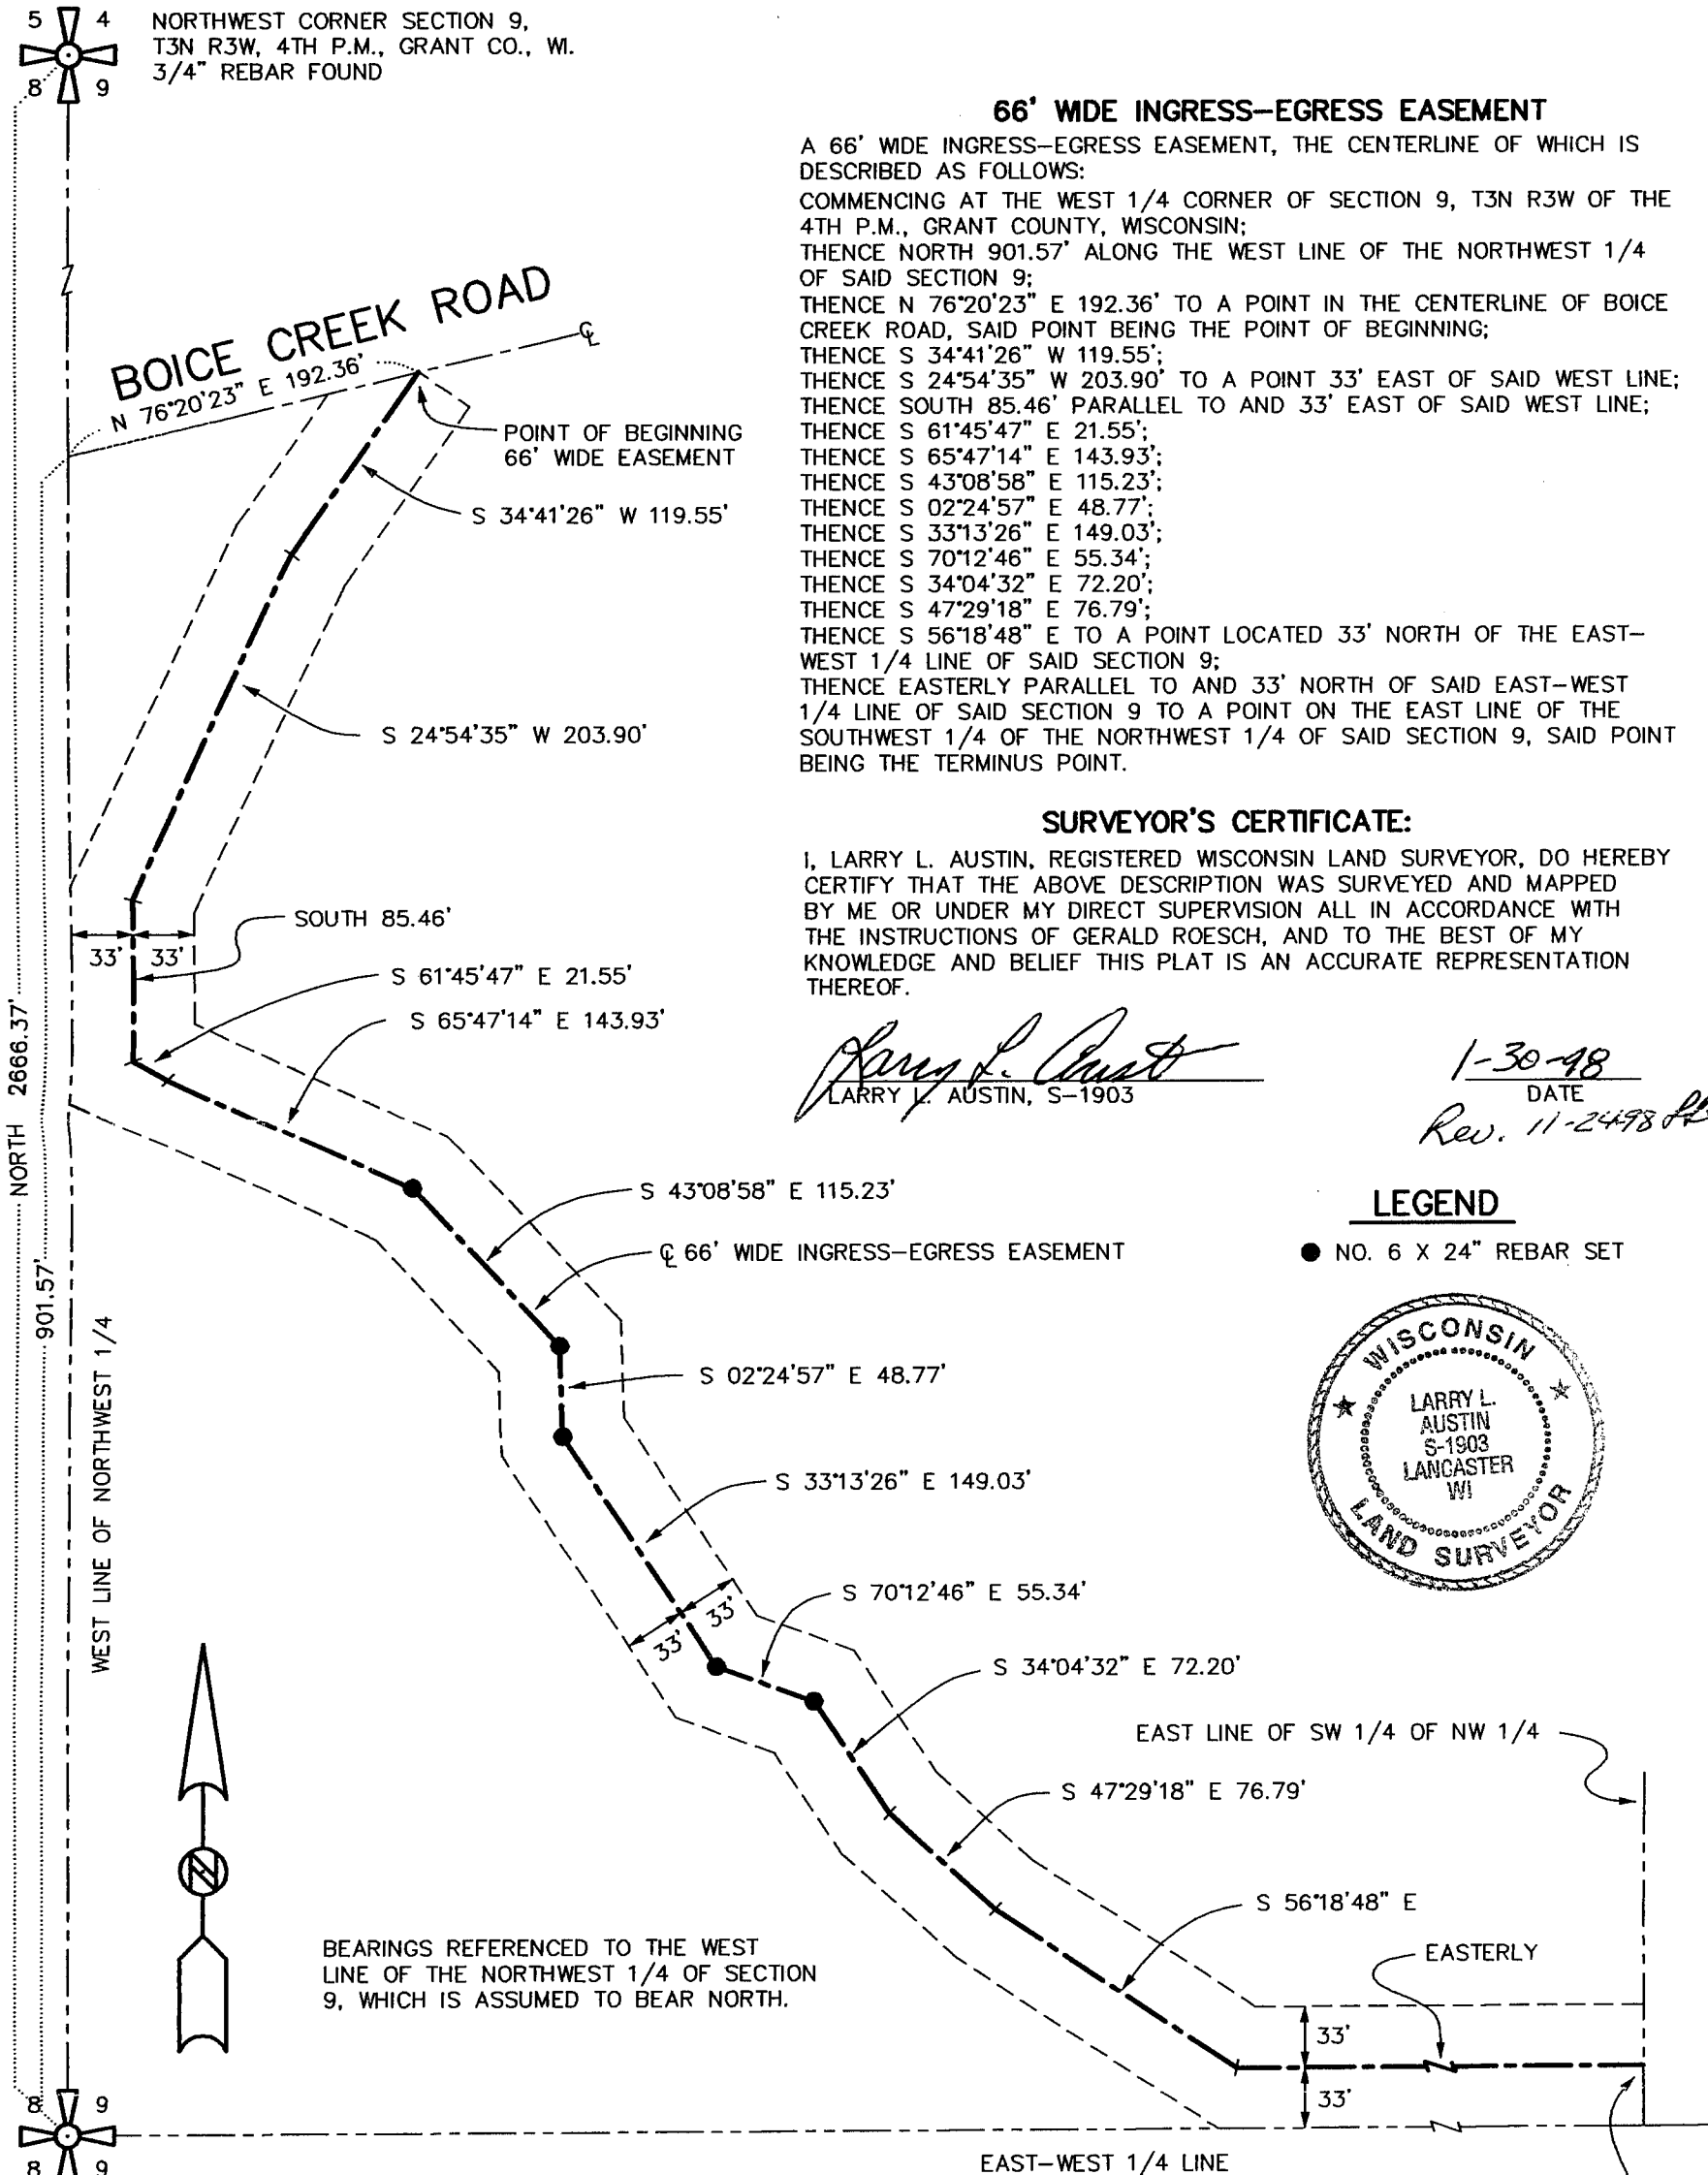 5 4
8 9
NORTHWEST CORNER SECTION 9,
T3N R3W, 4TH P.M., GRANT CO., WI.
3/4" REBAR FOUND
66' WIDE INGRESS-EGRESS EASEMENT
A 66' WIDE INGRESS-EGRESS EASEMENT, THE CENTERLINE OF WHICH IS
DESCRIBED AS FOLLOWS:
COMMENCING AT THE WEST 1/4 CORNER OF SECTION 9, T3N R3W OF THE
4TH P.M., GRANT COUNTY, WISCONSIN;
THENCE NORTH 901.57' ALONG THE WEST LINE OF THE NORTHWEST 1/4
OF SAID SECTION 9;
THENCE N 76°20'23" E 192.36' TO A POINT IN THE CENTERLINE OF BOICE
CREEK ROAD, SAID POINT BEING THE POINT OF BEGINNING;
THENCE S 34°41'26" W 119.55';
THENCE S 24°54'35" W 203.90' TO A POINT 33' EAST OF SAID WEST LINE;
THENCE SOUTH 85.46' PARALLEL TO AND 33' EAST OF SAID WEST LINE;
THENCE S 61°45'47" E 21.55';
THENCE S 65°47'14" E 143.93';
THENCE S 43°08'58" E 115.23';
THENCE S 02°24'57" E 48.77';
THENCE S 33°13'26" E 149.03';
THENCE S 70°12'46" E 55.34';
THENCE S 34°04'32" E 72.20';
THENCE S 47°29'18" E 76.79';
THENCE S 56°18'48" E TO A POINT LOCATED 33' NORTH OF THE EAST-
WEST 1/4 LINE OF SAID SECTION 9;
THENCE EASTERLY PARALLEL TO AND 33' NORTH OF SAID EAST-WEST
1/4 LINE OF SAID SECTION 9 TO A POINT ON THE EAST LINE OF THE
SOUTHWEST 1/4 OF THE NORTHWEST 1/4 OF SAID SECTION 9, SAID POINT
BEING THE TERMINUS POINT.
SURVEYOR'S CERTIFICATE:
I, LARRY L. AUSTIN, REGISTERED WISCONSIN LAND SURVEYOR, DO HEREBY
CERTIFY THAT THE ABOVE DESCRIPTION WAS SURVEYED AND MAPPED
BY ME OR UNDER MY DIRECT SUPERVISION ALL IN ACCORDANCE WITH
THE INSTRUCTIONS OF GERALD ROESCH, AND TO THE BEST OF MY
KNOWLEDGE AND BELIEF THIS PLAT IS AN ACCURATE REPRESENTATION
THEREOF.
Larry L. Austin
LARRY L. AUSTIN, S-1903
1-30-98
DATE
Rev. 11-24-98
LEGEND
NO. 6 X 24" REBAR SET
WISCONSIN
LARRY L.
AUSTIN
S-1903
LANCASTER
WI
LAND SURVEYOR
BOICE CREEK ROAD
N 76°20'23" E 192.36'
℄
POINT OF BEGINNING
66' WIDE EASEMENT
S 34°41'26" W 119.55'
S 24°54'35" W 203.90'
SOUTH 85.46'
33' 33'
S 61°45'47" E 21.55'
S 65°47'14" E 143.93'
S 43°08'58" E 115.23'
℄ 66' WIDE INGRESS-EGRESS EASEMENT
S 02°24'57" E 48.77'
S 33°13'26" E 149.03'
33' 33'
S 70°12'46" E 55.34'
S 34°04'32" E 72.20'
EAST LINE OF SW 1/4 OF NW 1/4
S 47°29'18" E 76.79'
S 56°18'48" E
EASTERLY
33'
33'
NORTH 2666.37'
901.57'
WEST LINE OF NORTHWEST 1/4
N
BEARINGS REFERENCED TO THE WEST
LINE OF THE NORTHWEST 1/4 OF SECTION
9, WHICH IS ASSUMED TO BEAR NORTH.
8 9
8 9
EAST-WEST 1/4 LINE